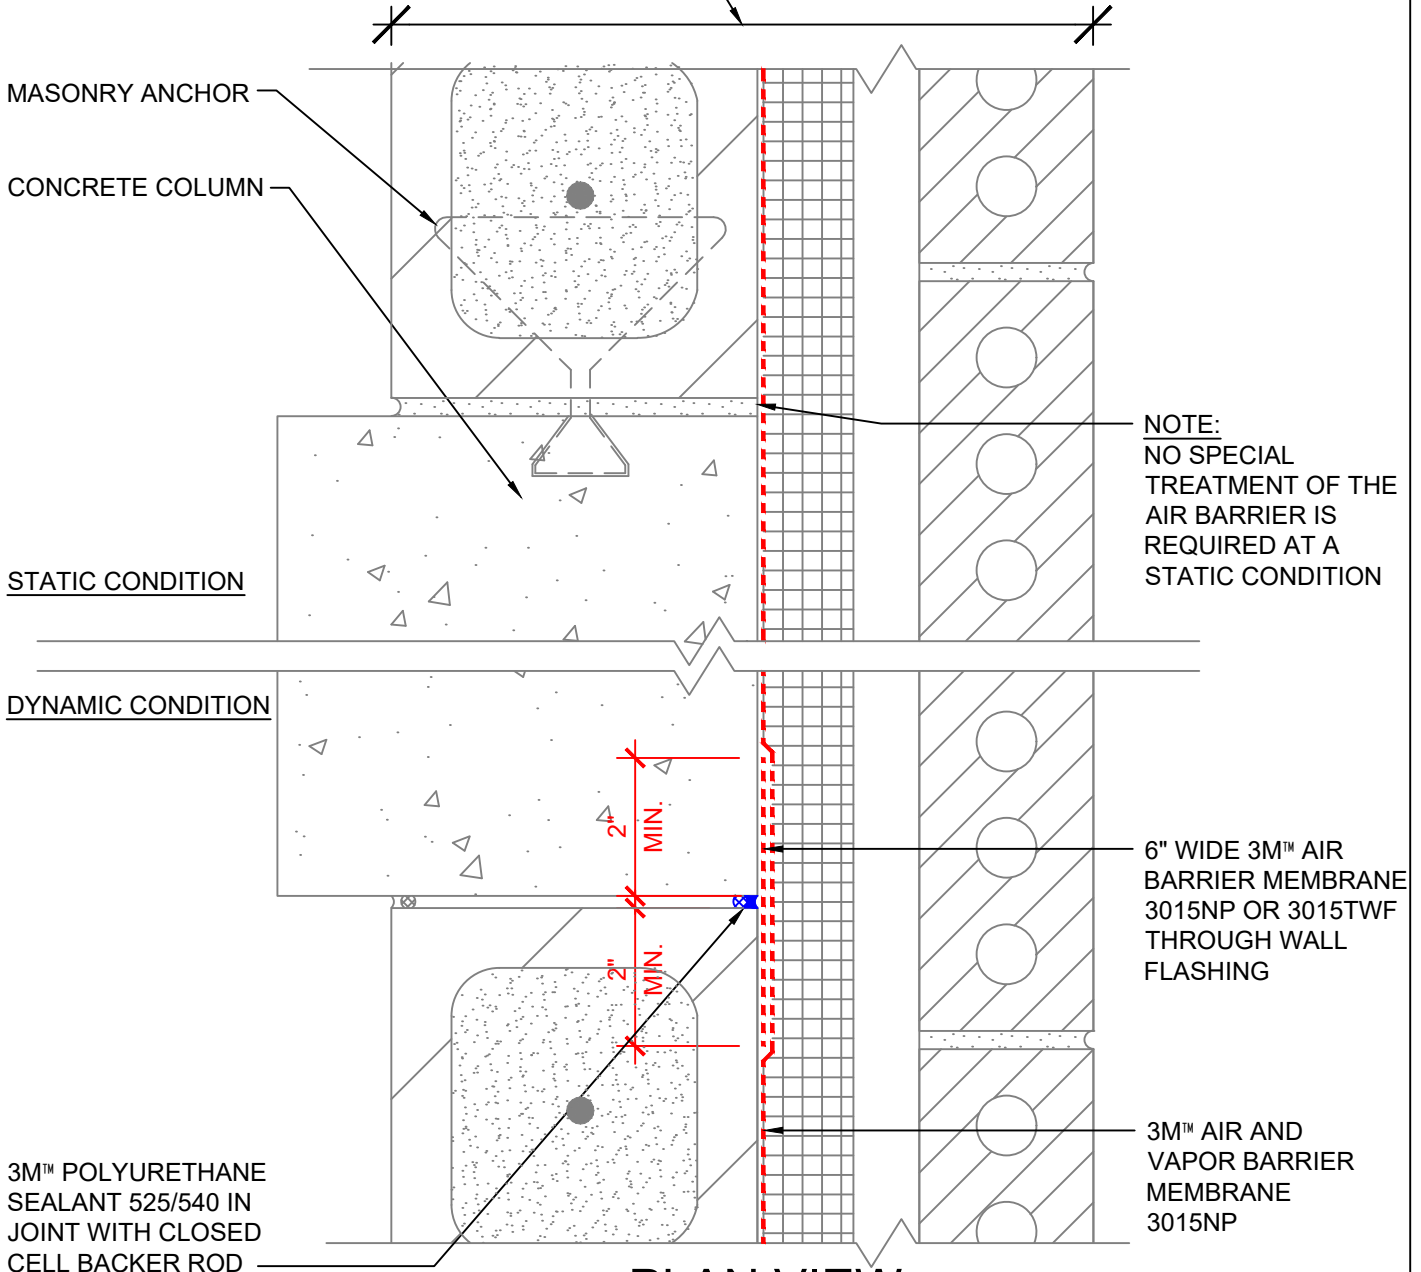 MASONRY ANCHOR
CONCRETE COLUMN
NOTE:
NO SPECIAL
TREATMENT OF THE
AIR BARRIER IS
REQUIRED AT A
STATIC CONDITION
STATIC CONDITION
DYNAMIC CONDITION
2"
MIN.
2"
MIN.
6" WIDE 3M™ AIR
BARRIER MEMBRANE
3015NP OR 3015TWF
THROUGH WALL
FLASHING
3M™ AIR AND
VAPOR BARRIER
MEMBRANE
3015NP
3M™ POLYURETHANE
SEALANT 525/540 IN
JOINT WITH CLOSED
CELL BACKER ROD
PLAN VIEW